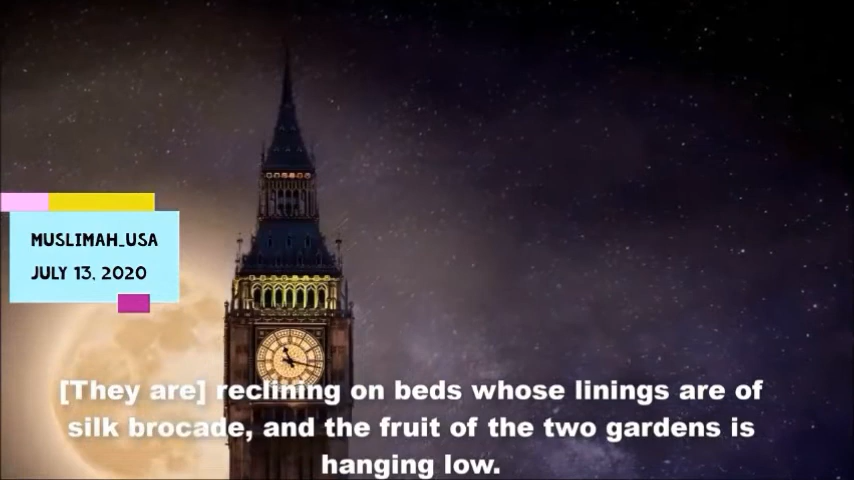 MUSLIMAH_USA
JULY 13, 2020
[They are] reclining on beds whose linings are of
silk brocade, and the fruit of the two gardens is
hanging low.